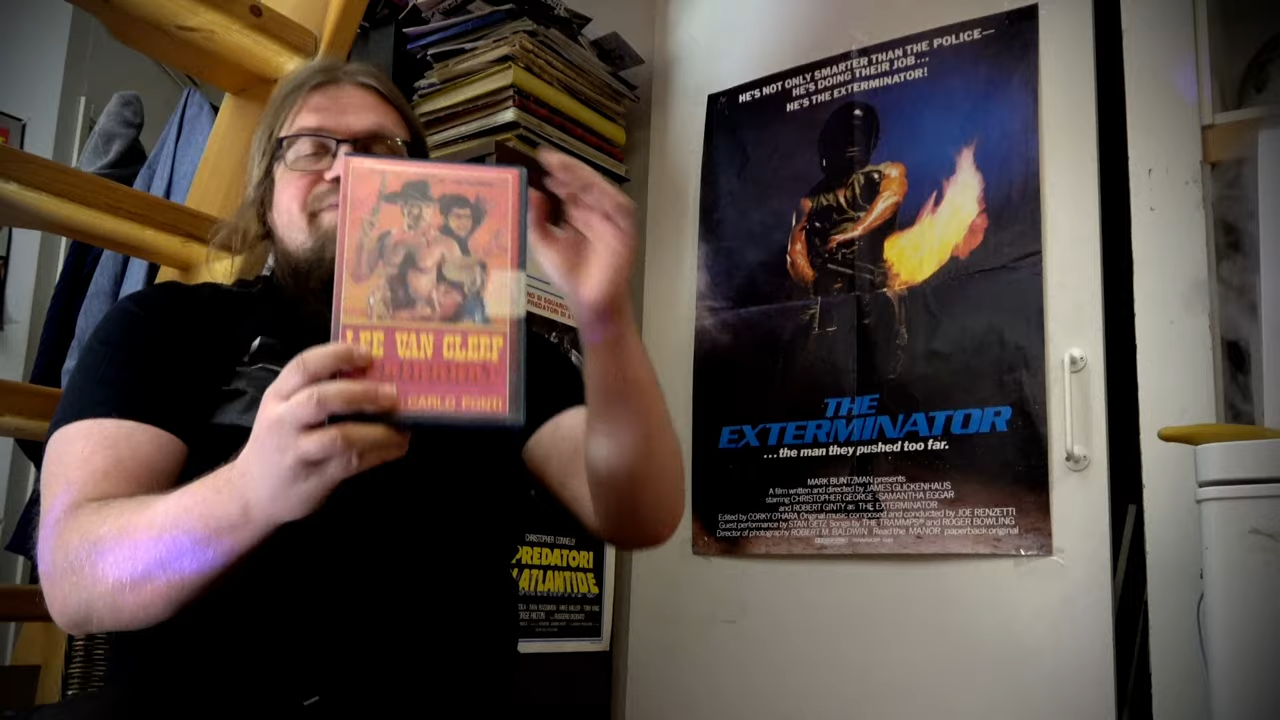 HE'S NOT ONLY SMARTER THAN THE POLICE—
HE'S DOING THEIR JOB...
HE'S THE EXTERMINATOR!
THE
EXTERMINATOR
...the man they pushed too far.
MARK BUNTZMAN presents
A film written and directed by JAMES GLICKENHAUS
starring CHRISTOPHER GEORGE · SAMANTHA EGGAR
and ROBERT GINTY as THE EXTERMINATOR
Edited by CORKY O'HARA Original music composed and conducted by JOE RENZETTI
Guest performance by STAN GETZ Songs by THE TRAMMPS® and ROGER BOWLING
Director of photography ROBERT M. BALDWIN Read the MANOR paperback original
LEE VAN CLEEF
CARLO PONTI
CHRISTOPHER CONNELLY
PREDATORI
ATLANTIDE
MIKE MILLER
GEORGE HILTON